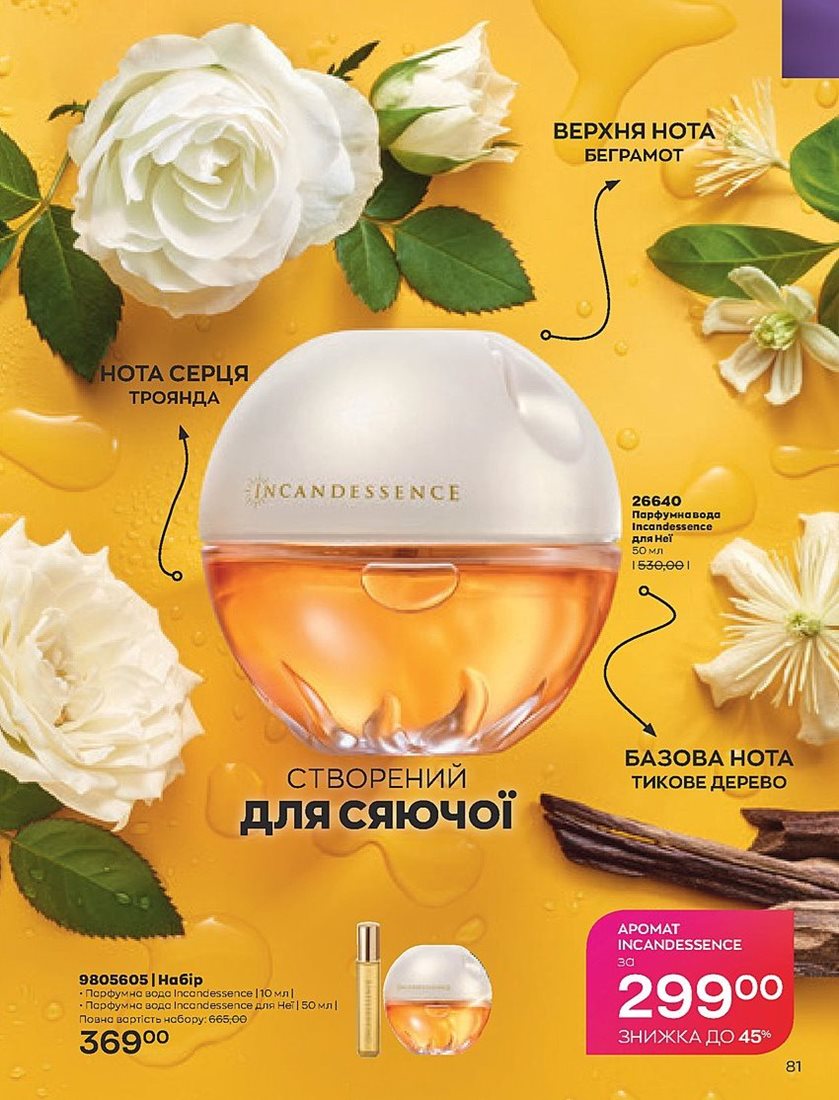 ВЕРХНЯ НОТА
БЕГРАМОТ
НОТА СЕРЦЯ
ТРОЯНДА
INCANDESSENCE
26640
Парфумна вода
Incandessence
для Неї
50 мл
| 530,00 |
БАЗОВА НОТА
ТИКОВЕ ДЕРЕВО
СТВОРЕНИЙ
ДЛЯ СЯЮЧОЇ
9805605 | Набір
• Парфумна вода Incandessence | 10 мл |
• Парфумна вода Incandessence для Неї | 50 мл |
Повна вартість набору: 665,00
369⁰⁰
АРОМАТ
INCANDESSENCE
за
299⁰⁰
ЗНИЖКА ДО 45%
81